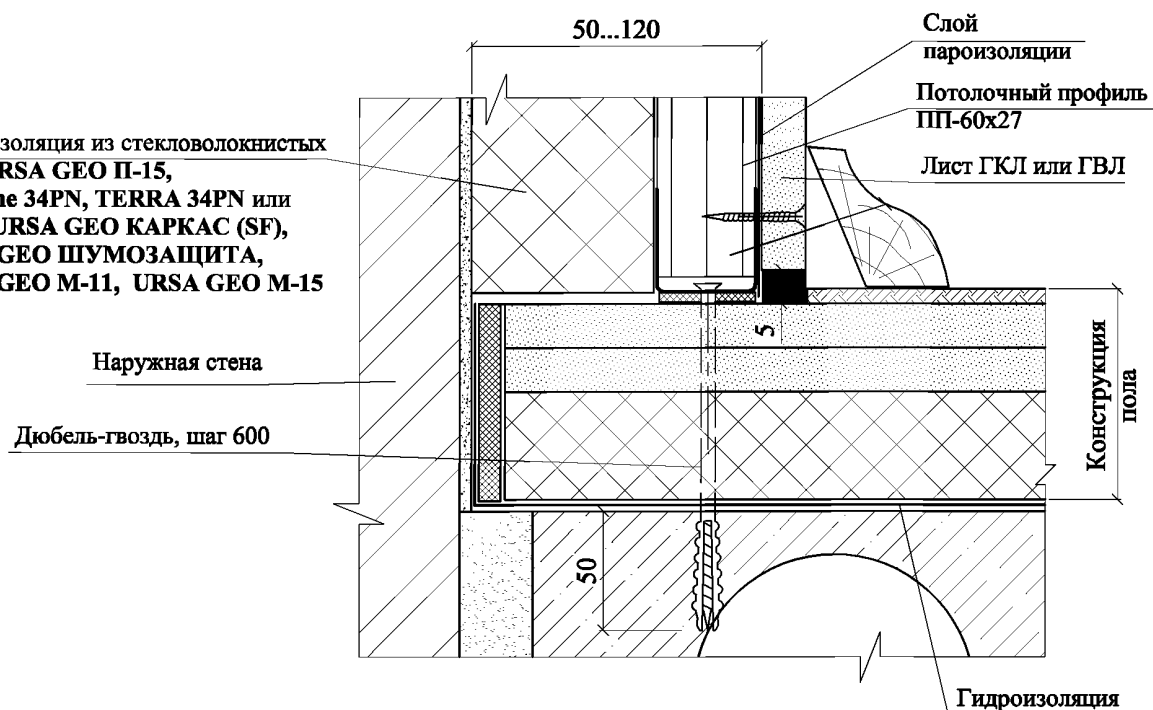 50...120
Слой
пароизоляции
Потолочный профиль
ПП-60х27
Лист ГКЛ или ГВЛ
золяция из стекловолокнистых
RSA GEO П-15,
ne 34PN, TERRA 34PN или
URSA GEO КАРКАС (SF),
GEO ШУМОЗАЩИТА,
GEO М-11, URSA GEO М-15
Наружная стена
Дюбель-гвоздь, шаг 600
5
50
Конструкция
пола
Гидроизоляция